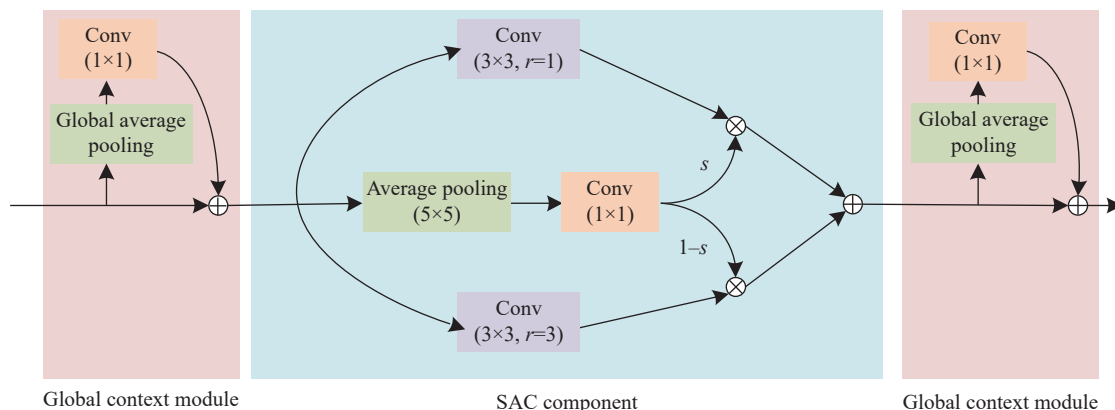 Conv
(1×1)
Global average
pooling
Conv
(3×3, r=1)
Average pooling
(5×5)
Conv
(1×1)
s
1–s
Conv
(3×3, r=3)
Conv
(1×1)
Global average
pooling
Global context module
SAC component
Global context module